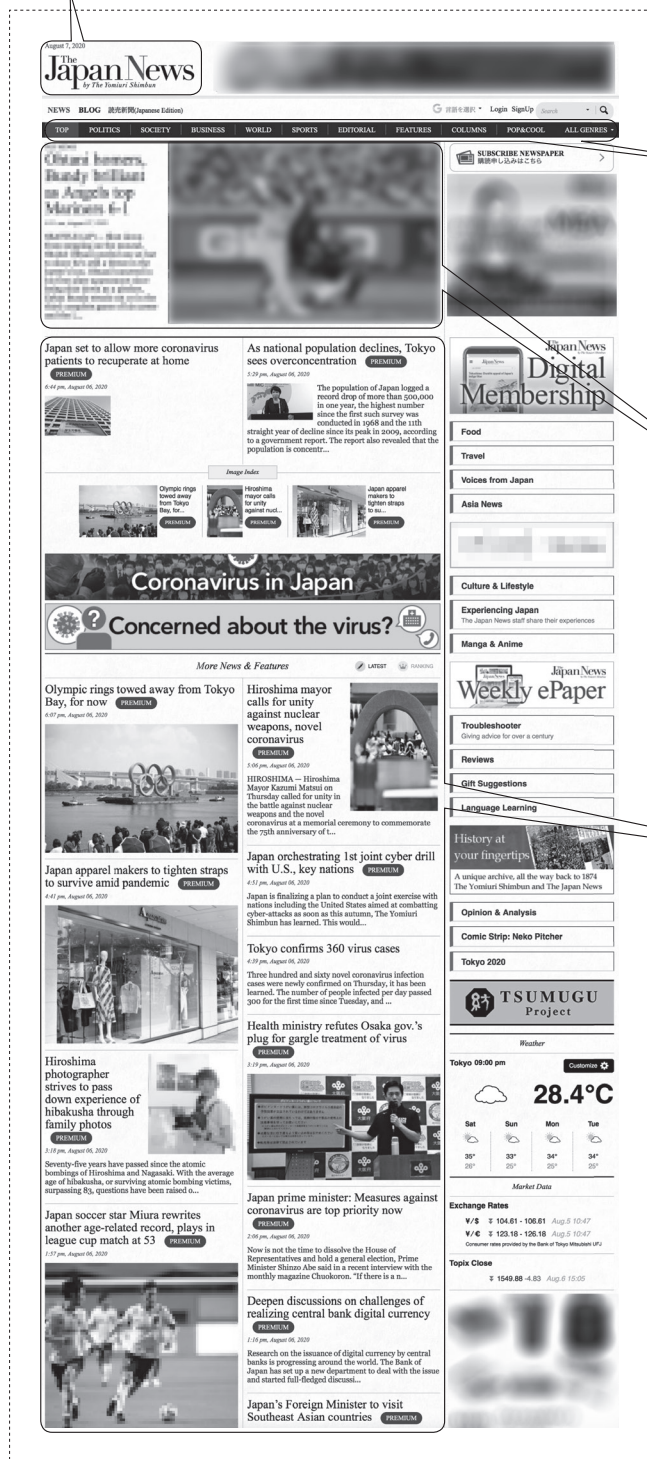 August 7, 2020
The
Japan News
by The Yomiuri Shimbun
NEWS BLOG 読売新聞(Japanese Edition)
G 言語を選択 Login SignUp Search
TOP POLITICS SOCIETY BUSINESS WORLD SPORTS EDITORIAL FEATURES COLUMNS POP&COOL ALL GENRES
Ohtani homers,
Bundy brilliant
as Angels top
Mariners 6-1
SUBSCRIBE NEWSPAPER
購読申し込みはこちら
Japan set to allow more coronavirus
patients to recuperate at home
PREMIUM
6:44 pm, August 06, 2020
As national population declines, Tokyo
sees overconcentration PREMIUM
5:29 pm, August 06, 2020
The population of Japan logged a
record drop of more than 500,000
in one year, the highest number
since the first such survey was
conducted in 1968 and the 11th
straight year of decline since its peak in 2009, according
to a government report. The report also revealed that the
population is concentr...
Image Index
Olympic rings
towed away
from Tokyo
Bay, for...
PREMIUM
Hiroshima
mayor calls
for unity
against nucl...
PREMIUM
Japan apparel
makers to
tighten straps
to su...
PREMIUM
Coronavirus in Japan
Concerned about the virus?
More News & Features LATEST RANKING
Olympic rings towed away from Tokyo
Bay, for now PREMIUM
6:07 pm, August 06, 2020
Japan apparel makers to tighten straps
to survive amid pandemic PREMIUM
4:41 pm, August 06, 2020
Hiroshima
photographer
strives to pass
down experience of
hibakusha through
family photos
PREMIUM
3:18 pm, August 06, 2020
Seventy-five years have passed since the atomic
bombings of Hiroshima and Nagasaki. With the average
age of hibakusha, or surviving atomic bombing victims,
surpassing 83, questions have been raised o...
Japan soccer star Miura rewrites
another age-related record, plays in
league cup match at 53 PREMIUM
1:57 pm, August 06, 2020
Hiroshima mayor
calls for unity
against nuclear
weapons, novel
coronavirus
PREMIUM
5:06 pm, August 06, 2020
HIROSHIMA — Hiroshima
Mayor Kazumi Matsui on
Thursday called for unity in
the battle against nuclear
weapons and the novel
coronavirus at a memorial ceremony to commemorate
the 75th anniversary of t...
Japan orchestrating 1st joint cyber drill
with U.S., key nations PREMIUM
4:51 pm, August 06, 2020
Japan is finalizing a plan to conduct a joint exercise with
nations including the United States aimed at combatting
cyber-attacks as soon as this autumn, The Yomiuri
Shimbun has learned. This would...
Tokyo confirms 360 virus cases
4:39 pm, August 06, 2020
Three hundred and sixty novel coronavirus infection
cases were newly confirmed on Thursday, it has been
learned. The number of people infected per day passed
300 for the first time since Tuesday, and ...
Health ministry refutes Osaka gov.'s
plug for gargle treatment of virus
PREMIUM
3:19 pm, August 06, 2020
Japan prime minister: Measures against
coronavirus are top priority now
PREMIUM
2:06 pm, August 06, 2020
Now is not the time to dissolve the House of
Representatives and hold a general election, Prime
Minister Shinzo Abe said in a recent interview with the
monthly magazine Chuokoron. "If there is a n...
Deepen discussions on challenges of
realizing central bank digital currency
PREMIUM
1:16 pm, August 06, 2020
Research on the issuance of digital currency by central
banks is progressing around the world. The Bank of
Japan has set up a new department to deal with the issue
and started full-fledged discussi...
Japan's Foreign Minister to visit
Southeast Asian countries PREMIUM
The Japan News
Digital
Membership
Food
Travel
Voices from Japan
Asia News
Culture & Lifestyle
Experiencing Japan
The Japan News staff share their experiences
Manga & Anime
The Japan News
Weekly ePaper
Troubleshooter
Giving advice for over a century
Reviews
Gift Suggestions
Language Learning
History at
your fingertips
A unique archive, all the way back to 1874
The Yomiuri Shimbun and The Japan News
Opinion & Analysis
Comic Strip: Neko Pitcher
Tokyo 2020
TSUMUGU
Project
Weather
Tokyo 09:00 pm Customize
28.4°C
Sat Sun Mon Tue
35° 33° 34° 34°
26° 25° 25° 25°
Market Data
Exchange Rates
¥/$ 104.61 - 106.61 Aug.5 10:47
¥/€ 123.18 - 126.18 Aug.5 10:47
Consumer rates provided by the Bank of Tokyo Mitsubishi UFJ
Topix Close
1549.88 -4.83 Aug.6 15:05